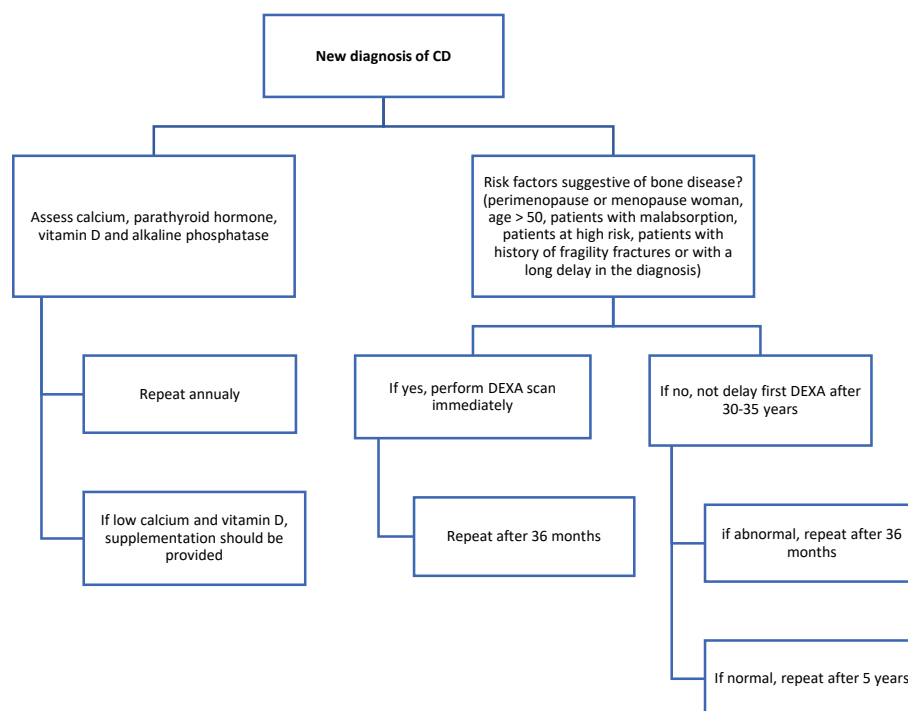 New diagnosis of CD
Assess calcium, parathyroid hormone,
vitamin D and alkaline phosphatase
Risk factors suggestive of bone disease?
(perimenopause or menopause woman,
age > 50, patients with malabsorption,
patients at high risk, patients with
history of fragility fractures or with a
long delay in the diagnosis)
Repeat annualy
If low calcium and vitamin D,
supplementation should be
provided
If yes, perform DEXA scan
immediately
Repeat after 36 months
If no, not delay first DEXA after
30-35 years
if abnormal, repeat after 36
months
If normal, repeat after 5 years